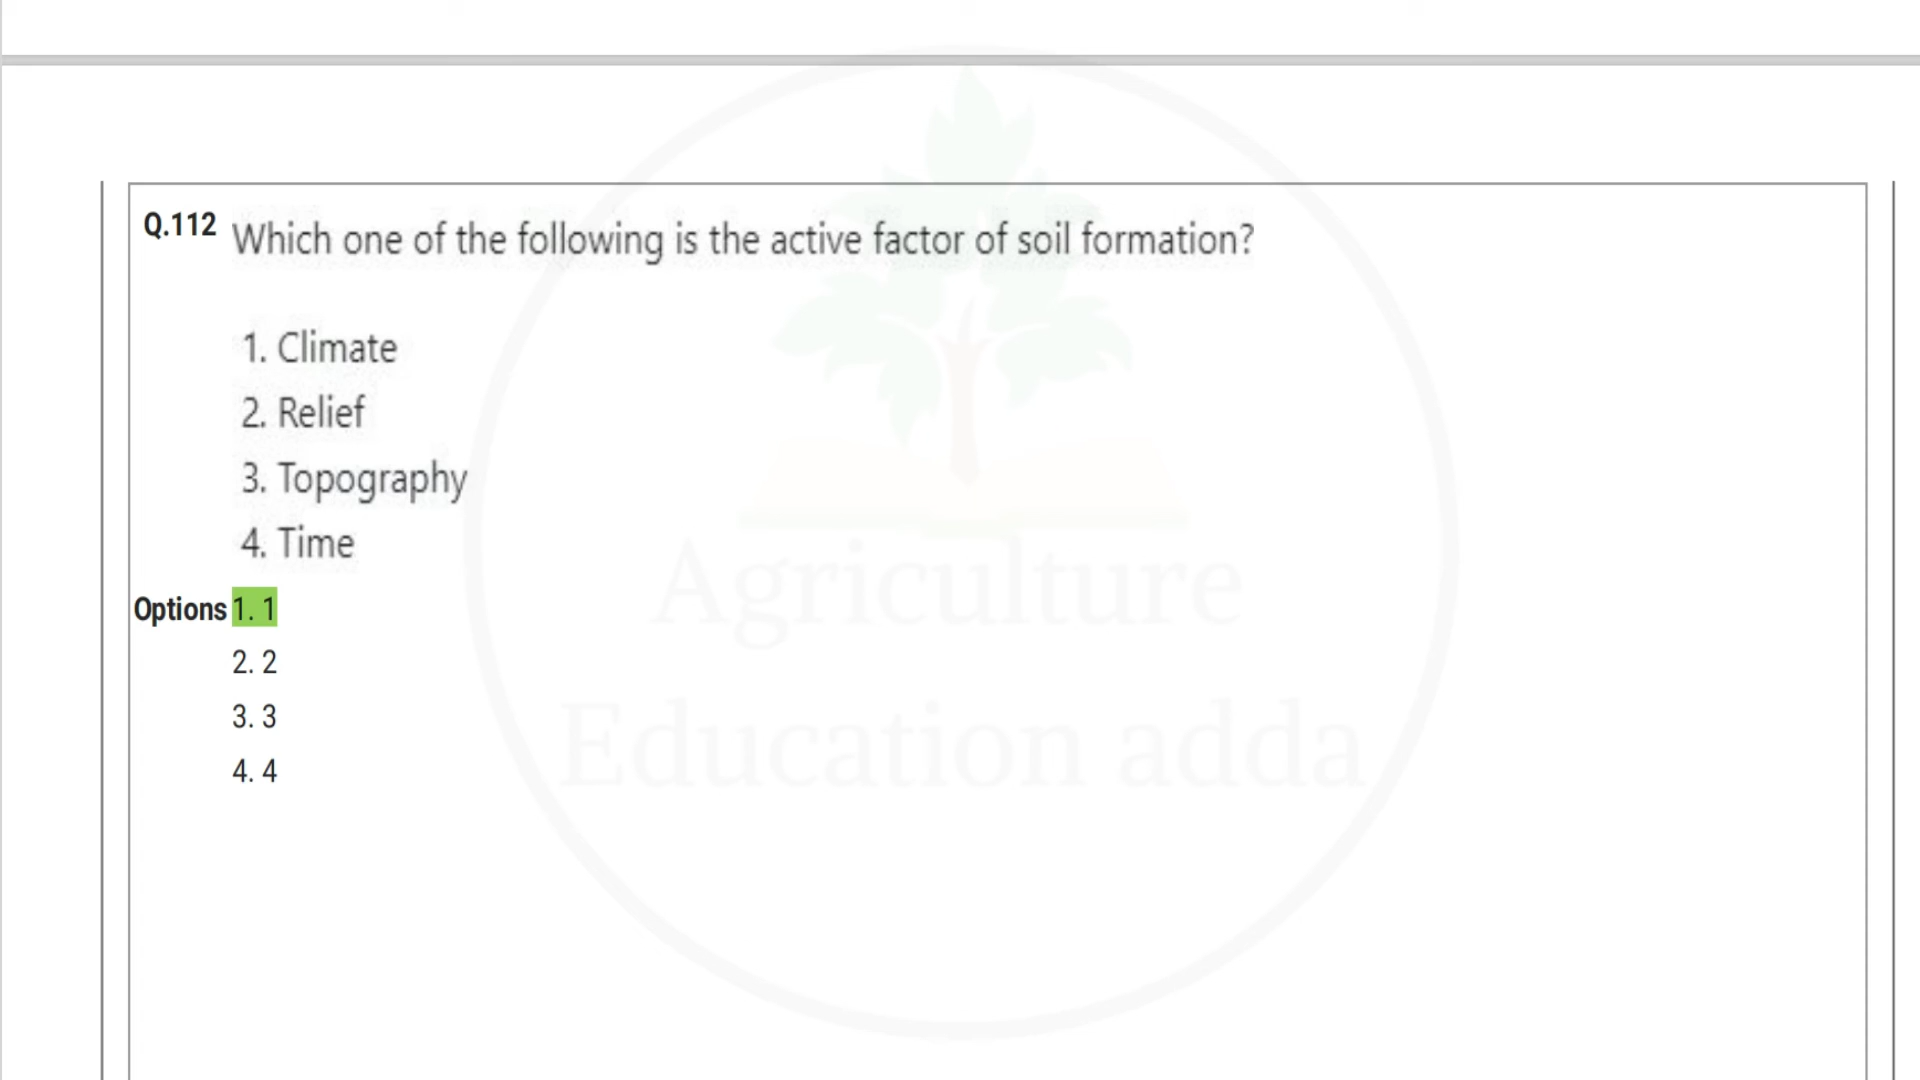 Q.112 Which one of the following is the active factor of soil formation?
1. Climate
2. Relief
3. Topography
4. Time
Options 1. 1
2. 2
3. 3
4. 4
Agriculture
Education adda